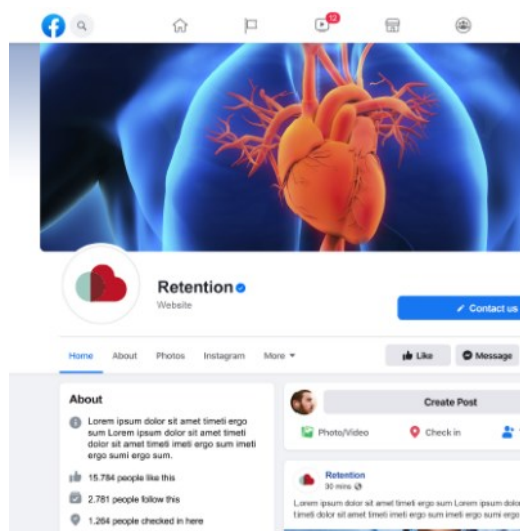 12
Retention
Website
Contact us
Home About Photos Instagram More
Like Message
About
Lorem ipsum dolor sit amet timeti ergo
sum Lorem ipsum dolor sit amet timeti
dolor sit amet timeti imeti ergo sum imeti
ergo sumi ergo sum.
15.784 people like this
2.781 people follow this
1.264 people checked in here
Create Post
Photo/Video Check in
Retention
30 mins
Lorem ipsum dolor sit amet timeti ergo sum Lorem ipsum dolo
timeti dolor sit amet timeti imeti ergo sum imeti ergo sumi ergo